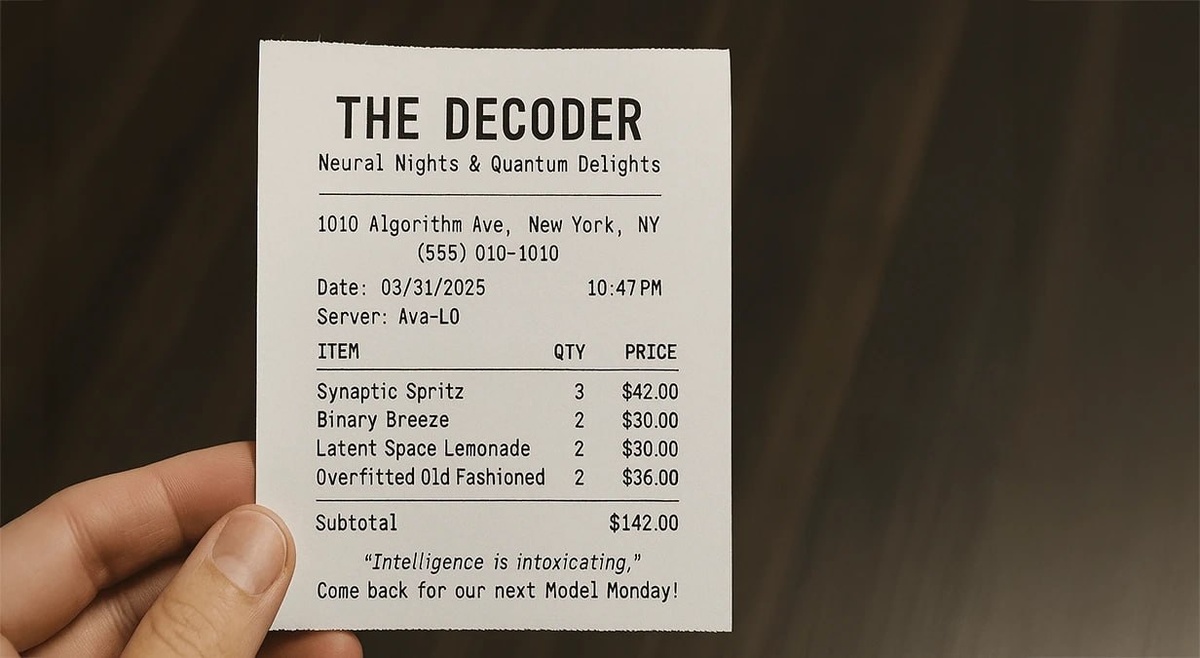 THE DECODER
Neural Nights & Quantum Delights
1010 Algorithm Ave, New York, NY
(555) 010-1010
Date: 03/31/2025 10:47 PM
Server: Ava-LO
ITEM QTY PRICE
Synaptic Spritz 3 $42.00
Binary Breeze 2 $30.00
Latent Space Lemonade 2 $30.00
Overfitted Old Fashioned 2 $36.00
Subtotal $142.00
“Intelligence is intoxicating,”
Come back for our next Model Monday!